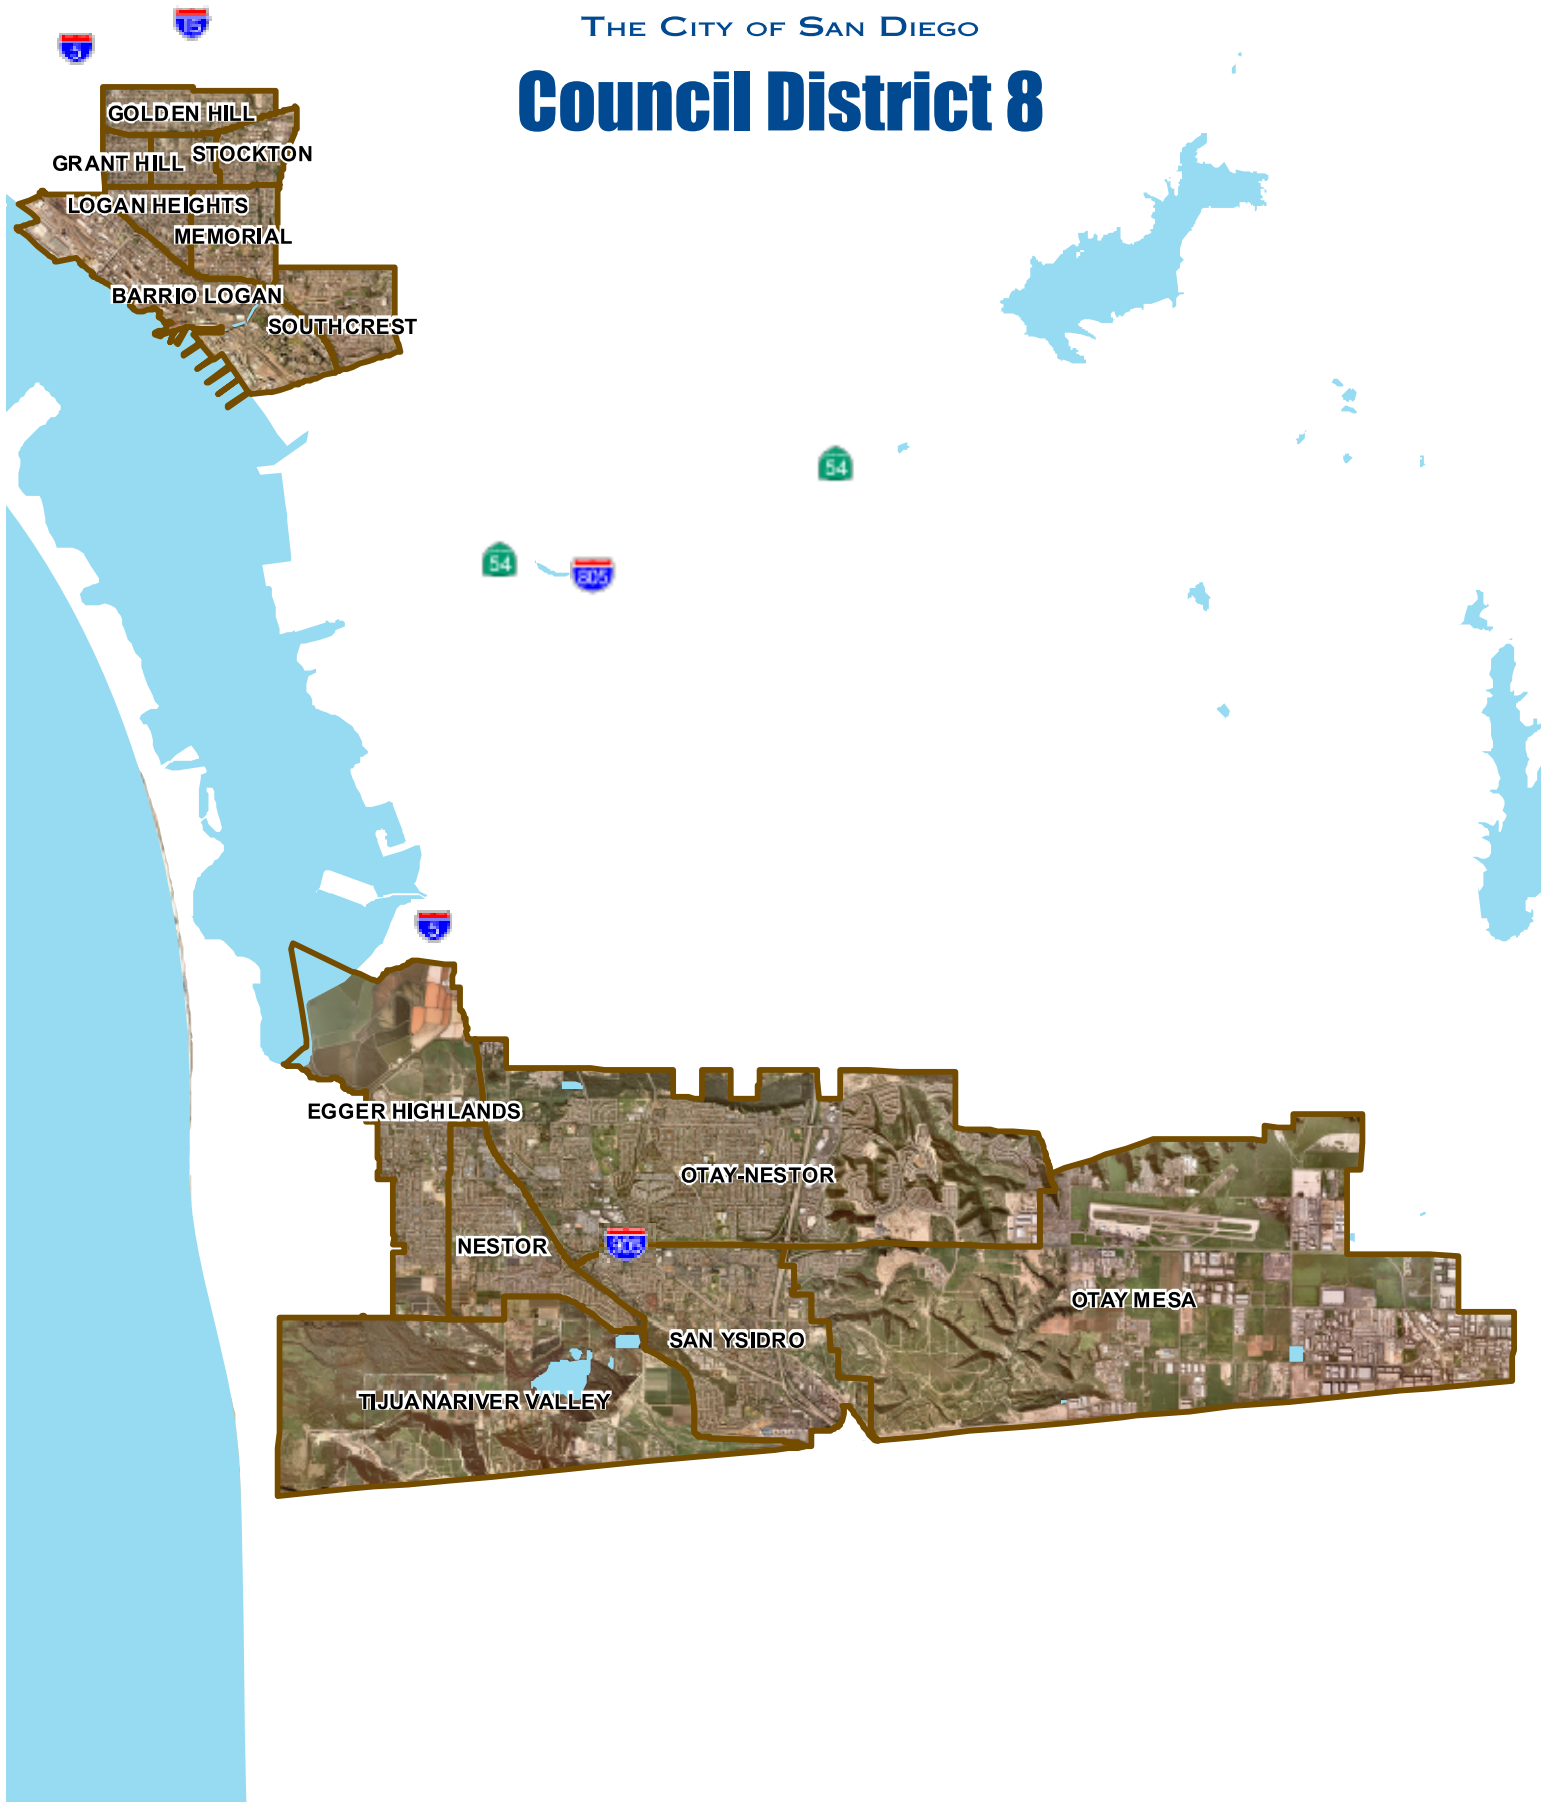 THE CITY OF SAN DIEGO
Council District 8
15
5
GOLDEN HILL
GRANT HILL
STOCKTON
LOGAN HEIGHTS
MEMORIAL
BARRIO LOGAN
SOUTHCREST
54
54
805
5
EGGER HIGHLANDS
OTAY-NESTOR
NESTOR
805
OTAY MESA
SAN YSIDRO
TIJUANARIVER VALLEY